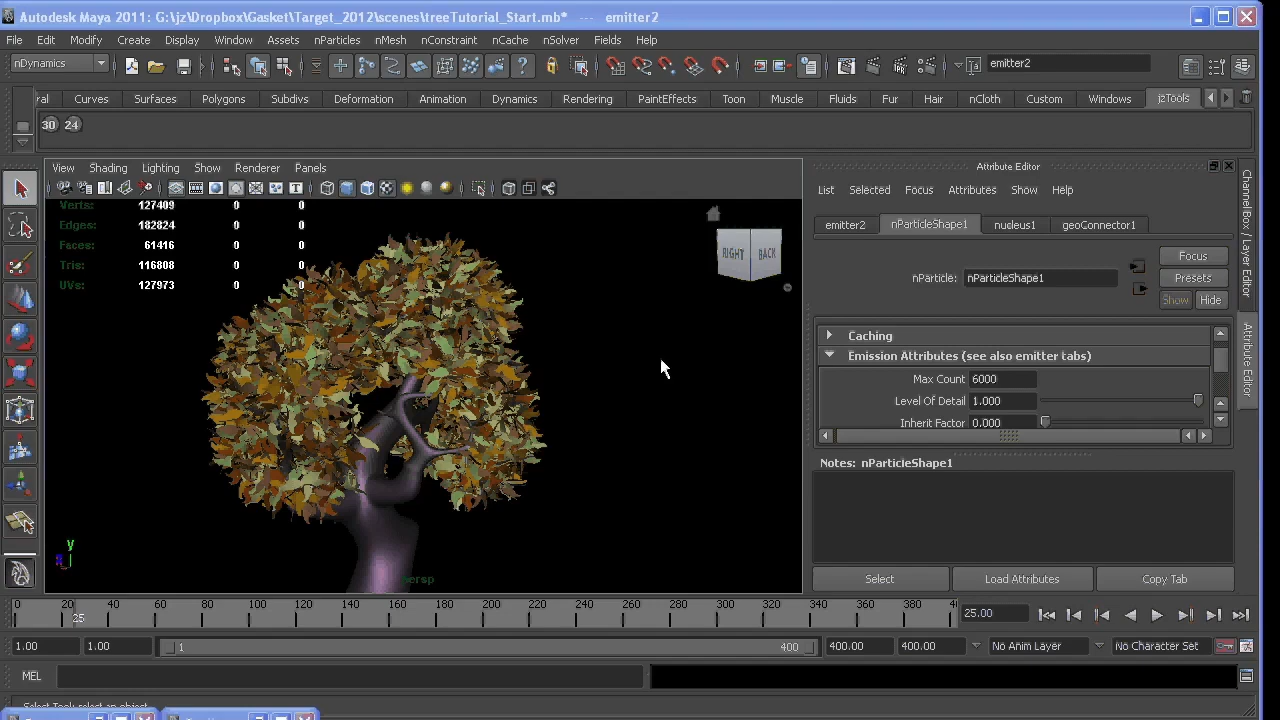 Autodesk Maya 2011: G:\jz\Dropbox\Gasket\Target_2012\scenes\treeTutorial_Start.mb* --- emitter2
File Edit Modify Create Display Window Assets nParticles nMesh nConstraint nCache nSolver Fields Help
nDynamics emitter2
ral Curves Surfaces Polygons Subdivs Deformation Animation Dynamics Rendering PaintEffects Toon Muscle Fluids Fur Hair nCloth Custom Windows jzTools
30 24
View Shading Lighting Show Renderer Panels
Verts: 127409 0 0
Edges: 182824 0 0
Faces: 61416 0 0
Tris: 116808 0 0
UVs: 127973 0 0
RIGHT BACK
y
persp
Attribute Editor
List Selected Focus Attributes Show Help
emitter2 nParticleShape1 nucleus1 geoConnector1
Focus
nParticle: nParticleShape1 Presets
Show Hide
Caching
Emission Attributes (see also emitter tabs)
Max Count 6000
Level Of Detail 1.000
Inherit Factor 0.000
Notes: nParticleShape1
Select Load Attributes Copy Tab
Channel Box / Layer Editor
Attribute Editor
0 20 40 60 80 100 120 140 160 180 200 220 240 260 280 300 320 340 360 380
25 25.00
1.00 1.00 1 400 400.00 400.00 No Anim Layer No Character Set
MEL
Select Tool: select an object